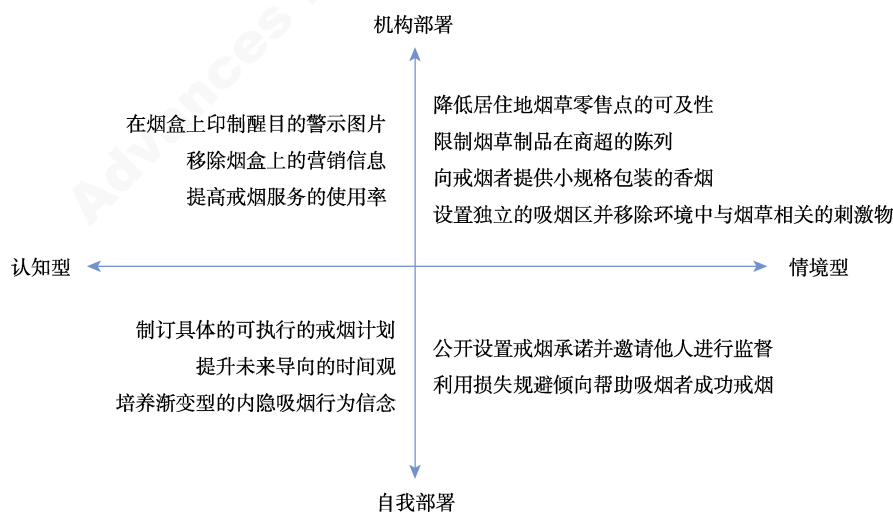 Advances
机构部署
在烟盒上印制醒目的警示图片
移除烟盒上的营销信息
提高戒烟服务的使用率
降低居住地烟草零售点的可及性
限制烟草制品在商超的陈列
向戒烟者提供小规格包装的香烟
设置独立的吸烟区并移除环境中与烟草相关的刺激物
认知型
情境型
制订具体的可执行的戒烟计划
提升未来导向的时间观
培养渐变型的内隐吸烟行为信念
公开设置戒烟承诺并邀请他人进行监督
利用损失规避倾向帮助吸烟者成功戒烟
自我部署